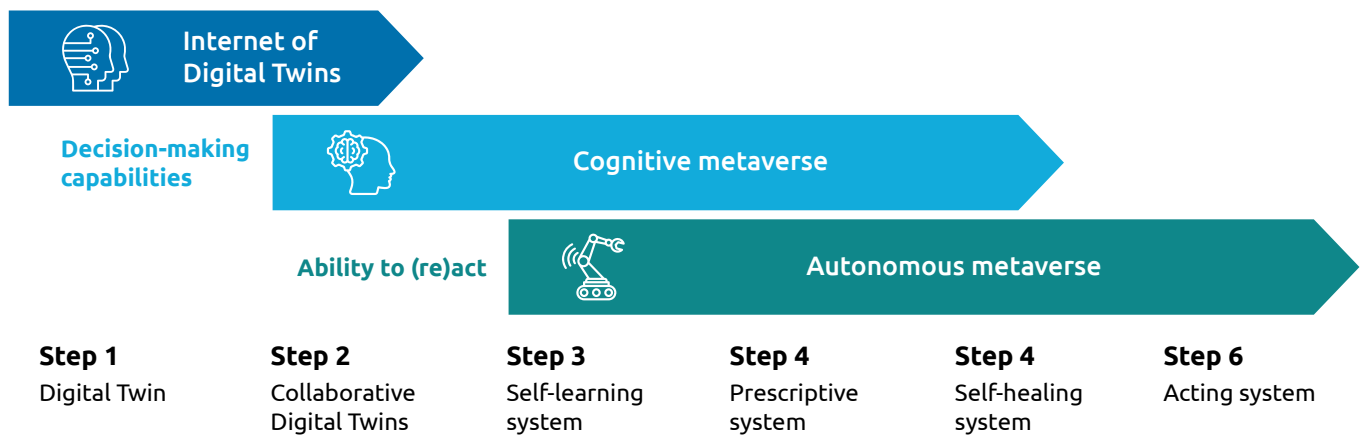 Internet of
Digital Twins
Decision-making
capabilities
Cognitive metaverse
Ability to (re)act
Autonomous metaverse
Step 1
Digital Twin
Step 2
Collaborative
Digital Twins
Step 3
Self-learning
system
Step 4
Prescriptive
system
Step 4
Self-healing
system
Step 6
Acting system